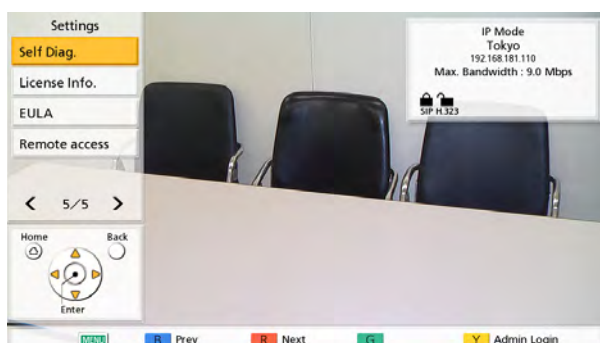 Settings
Self Diag.
License Info.
EULA
Remote access
< 5/5 >
Home
Back
Enter
IP Mode
Tokyo
192.168.181.110
Max. Bandwidth : 9.0 Mbps
SIP H.323
MENU B Prev R Next G Y Admin Login